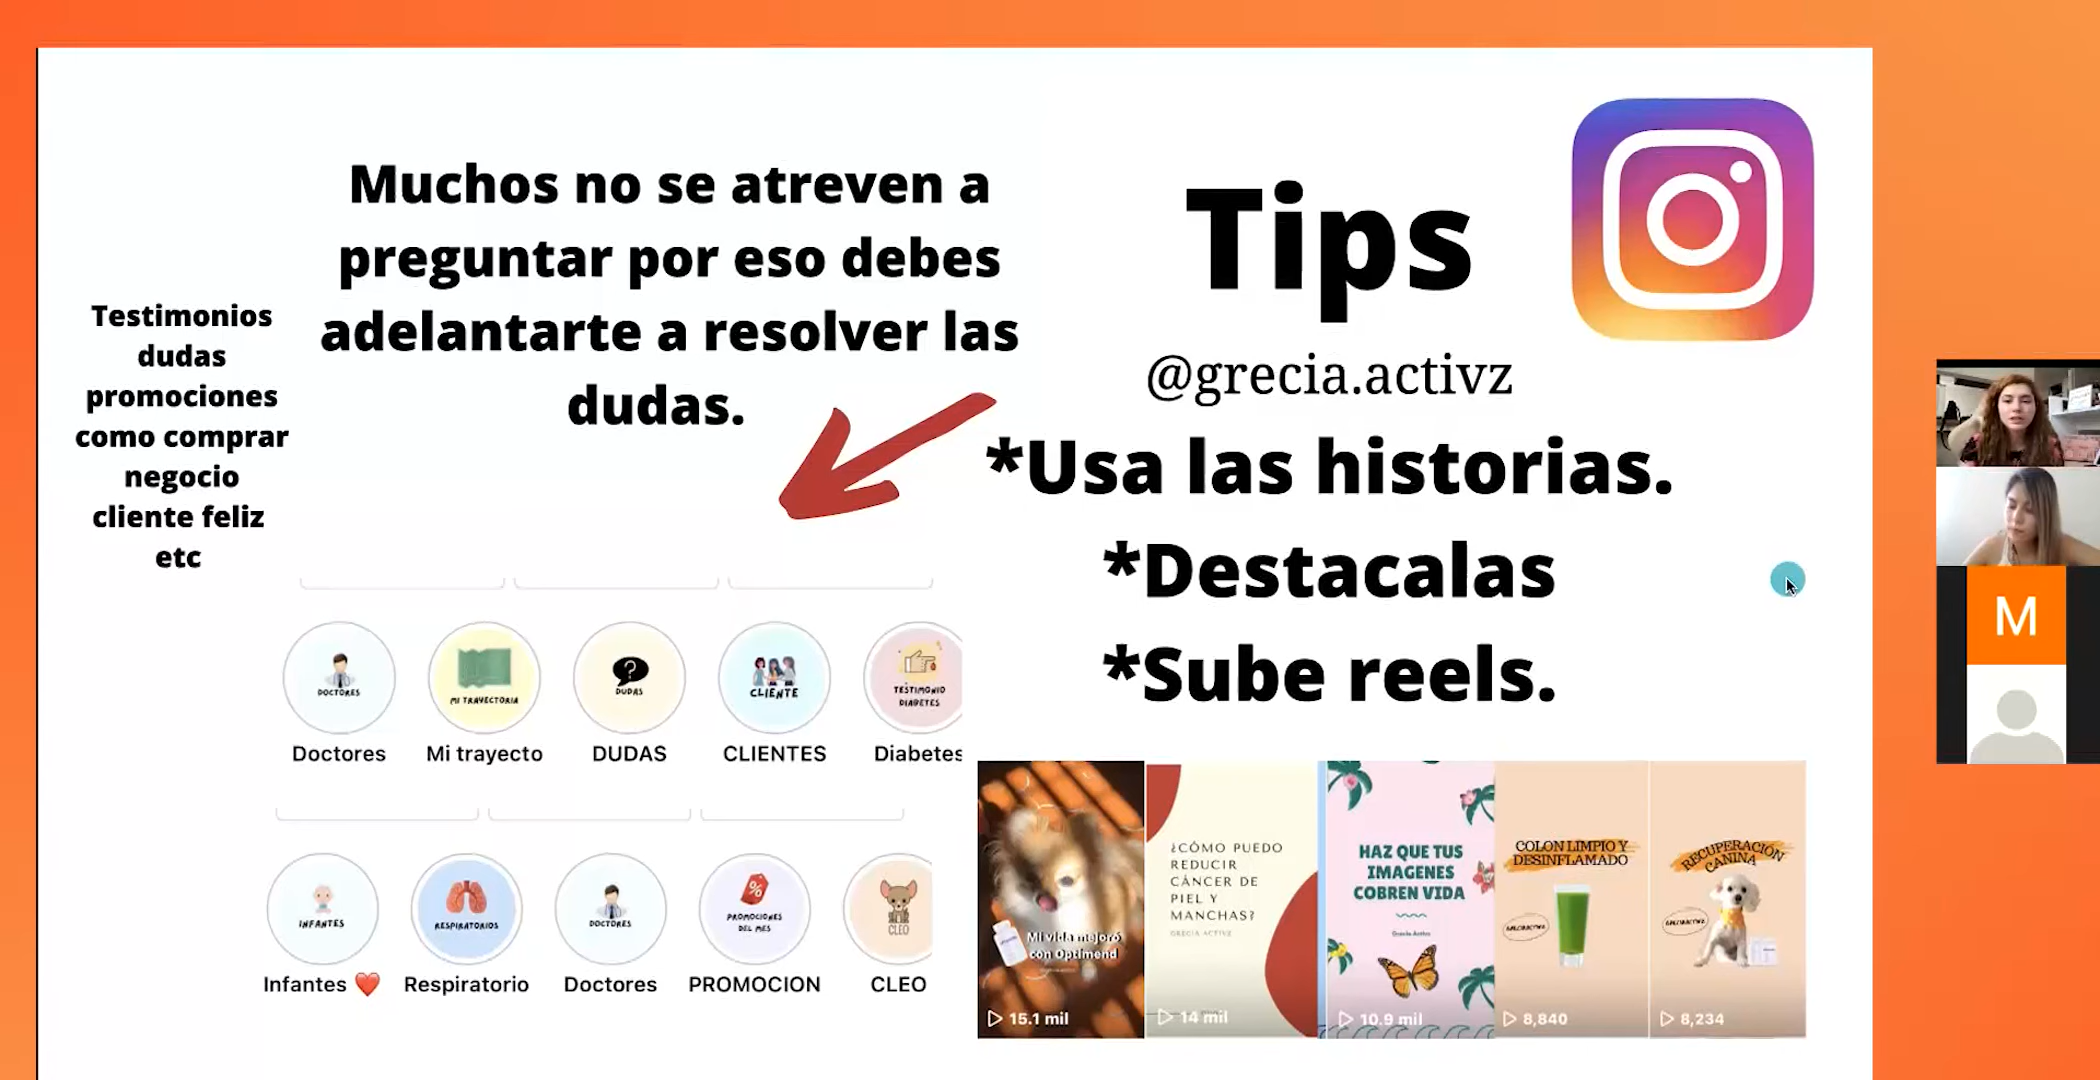 Muchos no se atreven a
preguntar por eso debes
adelantarte a resolver las
dudas.
Testimonios
dudas
promociones
como comprar
negocio
cliente feliz
etc
Tips
@grecia.activz
*Usa las historias.
*Destacalas
*Sube reels.
DOCTORES
MI TRAYECTORIA
DUDAS
CLIENTE
TESTIMONIO
DIABETES
Doctores
Mi trayecto
DUDAS
CLIENTES
Diabetes
INFANTES
RESPIRATORIOS
DOCTORES
%
PROMOCIONES
DEL MES
CLEO
Infantes ❤️
Respiratorio
Doctores
PROMOCION
CLEO
Mi vida mejoró
con Optimend
15.1 mil
¿CÓMO PUEDO
REDUCIR
CÁNCER DE
PIEL Y
MANCHAS?
GRECIA ACTIVZ
14 mil
HAZ QUE TUS
IMAGENES
COBREN VIDA
Grecia Activz
10.9 mil
COLON LIMPIO Y
DESINFLAMADO
8,840
RECUPERACIÓN
CANINA
8,234
M